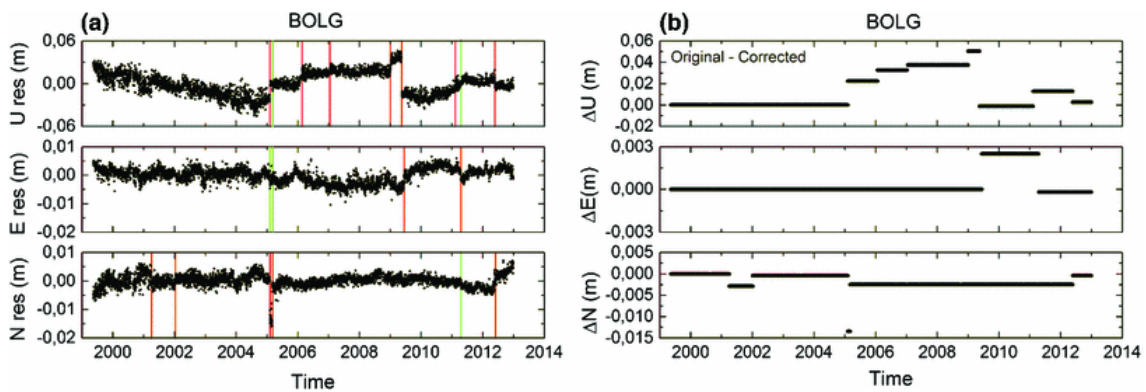 (a) BOLG
U res (m)
0,06
0,00
-0,06
E res (m)
0,01
0,00
-0,01
-0,02
N res (m)
0,01
0,00
-0,01
-0,02
2000 2002 2004 2006 2008 2010 2012 2014
Time
(b) BOLG
Original - Corrected
ΔU (m)
0,06
0,04
0,02
0,00
-0,02
ΔE(m)
0,003
0,000
-0,003
ΔN (m)
0,005
0,000
-0,005
-0,010
-0,015
2000 2002 2004 2006 2008 2010 2012 2014
Time